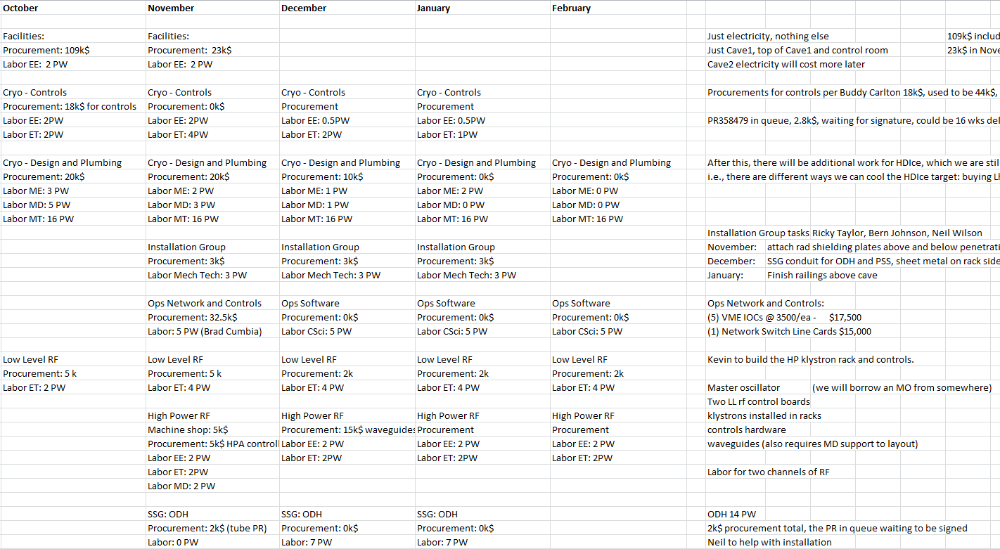 October November December January February
Facilities: Facilities: Just electricity, nothing else 109k$ includ
Procurement: 109k$ Procurement: 23k$ Just Cave1, top of Cave1 and control room 23k$ in Nove
Labor EE: 2 PW Labor EE: 2 PW Cave2 electricity will cost more later
Cryo - Controls Cryo - Controls Cryo - Controls Cryo - Controls Procurements for controls per Buddy Carlton 18k$, used to be 44k$,
Procurement: 18k$ for controls Procurement: 0k$ Procurement Procurement
Labor EE: 2PW Labor EE: 2PW Labor EE: 0.5PW Labor EE: 0.5PW PR358479 in queue, 2.8k$, waiting for signature, could be 16 wks del
Labor ET: 2PW Labor ET: 4PW Labor ET: 2PW Labor ET: 1PW
Cryo - Design and Plumbing Cryo - Design and Plumbing Cryo - Design and Plumbing Cryo - Design and Plumbing Cryo - Design and Plumbing After this, there will be additional work for HDIce, which we are stil
Procurement: 20k$ Procurement: 20k$ Procurement: 10k$ Procurement: 0k$ Procurement: 0k$ i.e., there are different ways we can cool the HDIce target: buying LH
Labor ME: 3 PW Labor ME: 2 PW Labor ME: 1 PW Labor ME: 2 PW Labor ME: 0 PW
Labor MD: 5 PW Labor MD: 3 PW Labor MD: 1 PW Labor MD: 0 PW Labor MD: 0 PW
Labor MT: 16 PW Labor MT: 16 PW Labor MT: 16 PW Labor MT: 16 PW Labor MT: 16 PW
Installation Group tasks Ricky Taylor, Bern Johnson, Neil Wilson
Installation Group Installation Group Installation Group November: attach rad shielding plates above and below penetrati
Procurement: 3k$ Procurement: 3k$ Procurement: 3k$ December: SSG conduit for ODH and PSS, sheet metal on rack side
Labor Mech Tech: 3 PW Labor Mech Tech: 3 PW Labor Mech Tech: 3 PW January: Finish railings above cave
Ops Network and Controls Ops Software Ops Software Ops Software Ops Network and Controls:
Procurement: 32.5k$ Procurement: 0k$ Procurement: 0k$ Procurement: 0k$ (5) VME IOCs @ 3500/ea - $17,500
Labor: 5 PW (Brad Cumbia) Labor CSci: 5 PW Labor CSci: 5 PW Labor CSci: 5 PW (1) Network Switch Line Cards $15,000
Low Level RF Low Level RF Low Level RF Low Level RF Low Level RF Kevin to build the HP klystron rack and controls.
Procurement: 5 k Procurement: 5 k Procurement: 2k Procurement: 2k Procurement: 2k
Labor ET: 2 PW Labor ET: 4 PW Labor ET: 4 PW Labor ET: 4 PW Labor ET: 4 PW Master oscillator (we will borrow an MO from somewhere)
Two LL rf control boards
High Power RF High Power RF High Power RF High Power RF klystrons installed in racks
Machine shop: 5k$ Procurement: 15k$ waveguides Procurement Procurement controls hardware
Procurement: 5k$ HPA controll Labor EE: 2 PW Labor EE: 2 PW Labor EE: 2 PW waveguides (also requires MD support to layout)
Labor EE: 2 PW Labor ET: 2PW Labor ET: 2PW Labor ET: 2PW
Labor ET: 2PW Labor for two channels of RF
Labor MD: 2 PW
SSG: ODH SSG: ODH SSG: ODH ODH 14 PW
Procurement: 2k$ (tube PR) Procurement: 0k$ Procurement: 0k$ 2k$ procurement total, the PR in queue waiting to be signed
Labor: 0 PW Labor: 7 PW Labor: 7 PW Neil to help with installation